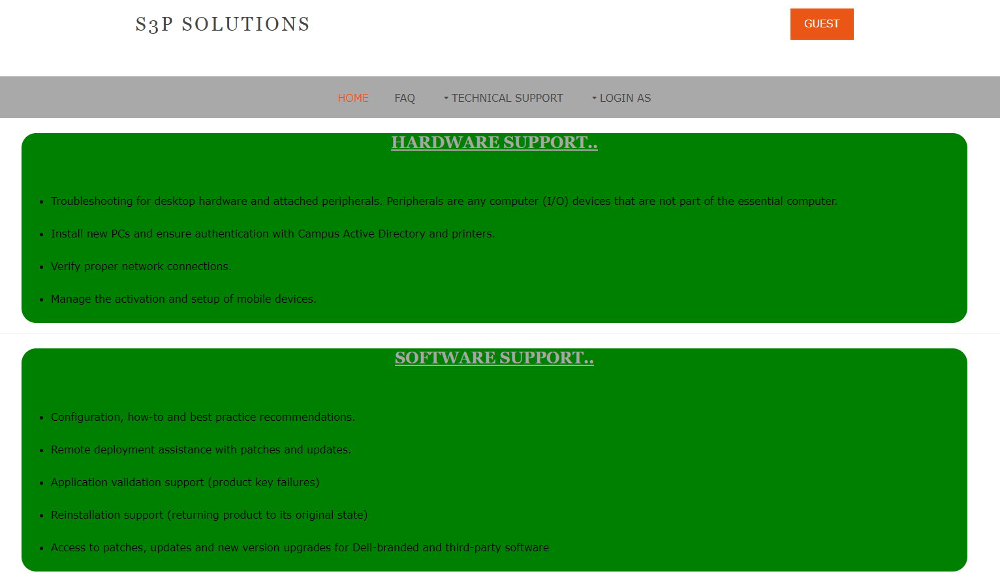 S3P SOLUTIONS
GUEST
HOME FAQ TECHNICAL SUPPORT LOGIN AS
HARDWARE SUPPORT..
• Troubleshooting for desktop hardware and attached peripherals. Peripherals are any computer (I/O) devices that are not part of the essential computer.
• Install new PCs and ensure authentication with Campus Active Directory and printers.
• Verify proper network connections.
• Manage the activation and setup of mobile devices.
SOFTWARE SUPPORT..
• Configuration, how-to and best practice recommendations.
• Remote deployment assistance with patches and updates.
• Application validation support (product key failures)
• Reinstallation support (returning product to its original state)
• Access to patches, updates and new version upgrades for Dell-branded and third-party software